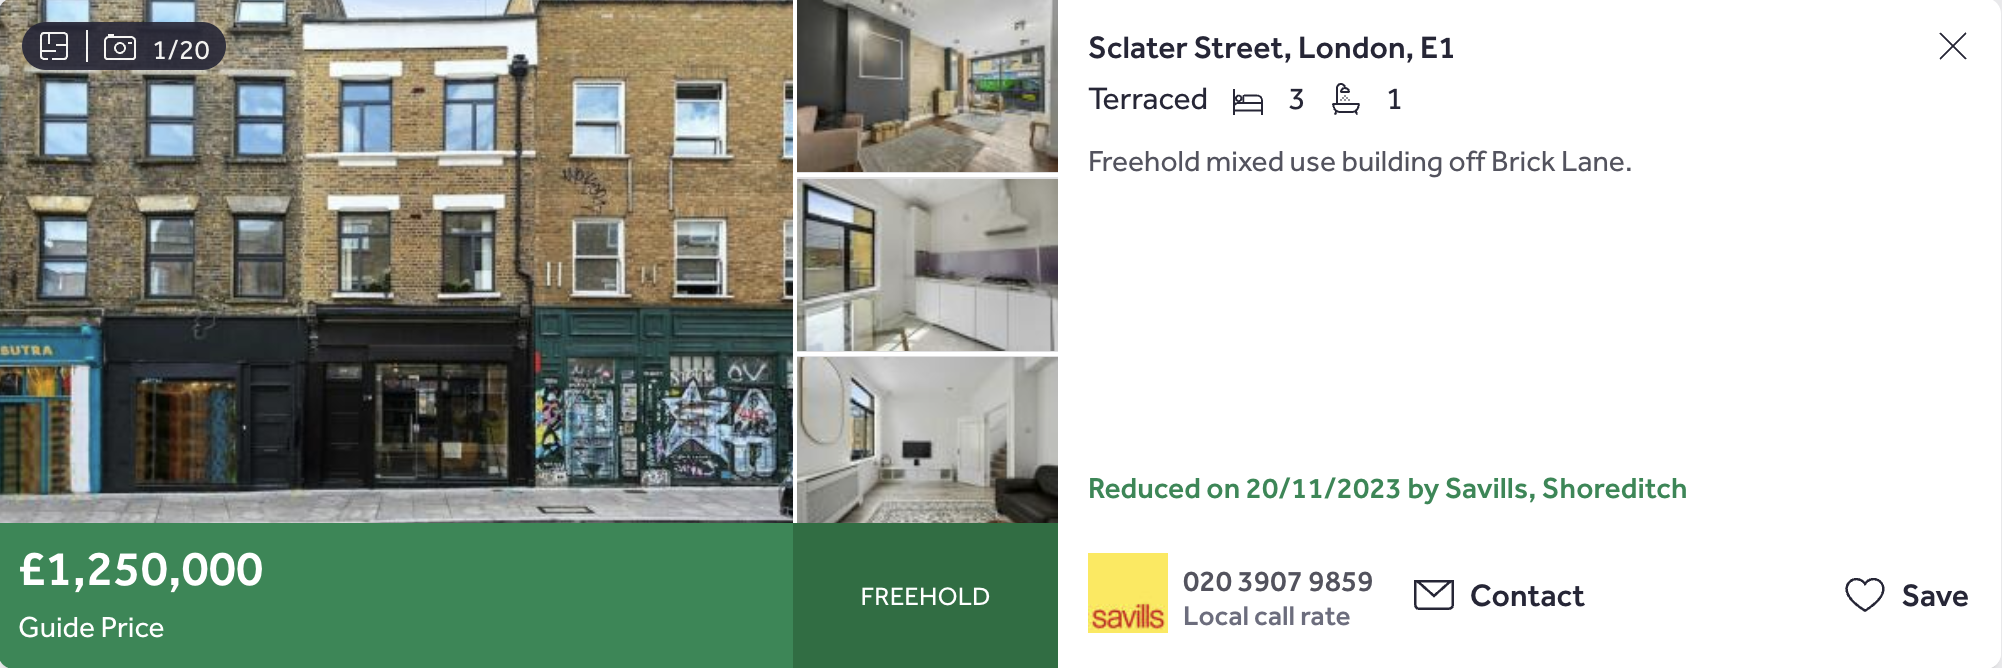 1/20
SUTRA
£1,250,000
Guide Price
FREEHOLD
Sclater Street, London, E1
Terraced 3 1
Freehold mixed use building off Brick Lane.
Reduced on 20/11/2023 by Savills, Shoreditch
savills
020 3907 9859
Local call rate
Contact
Save